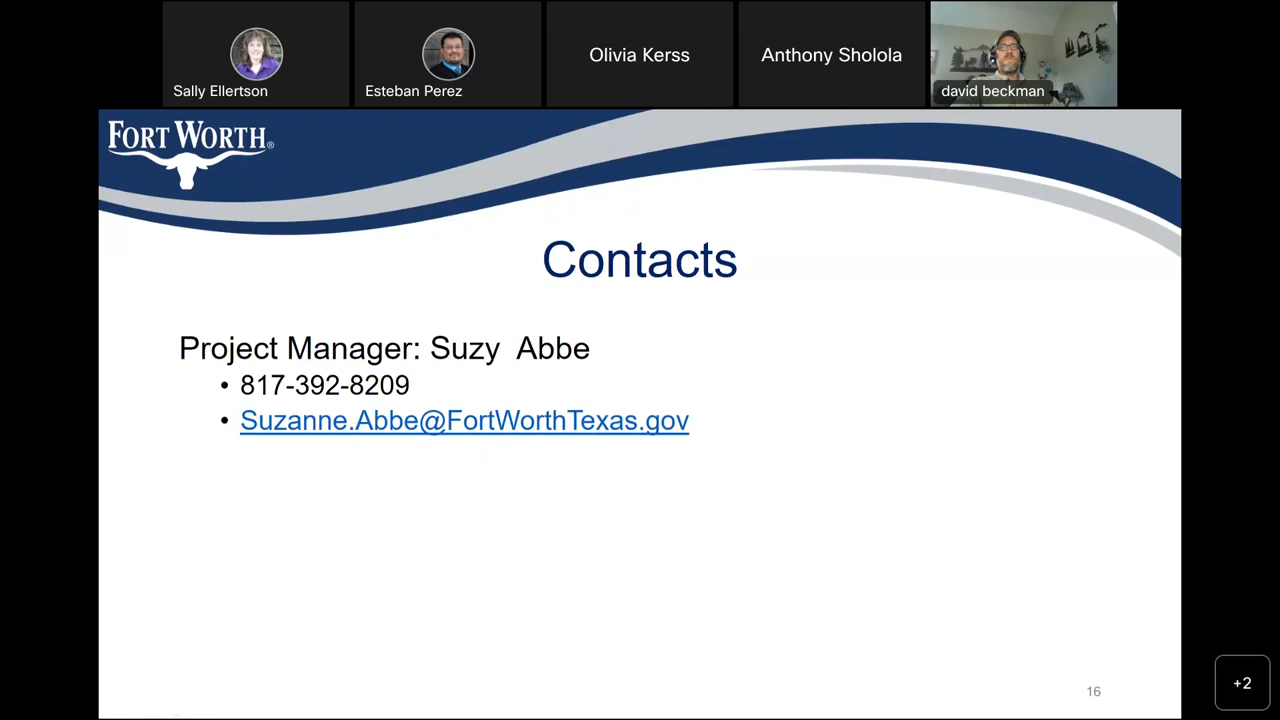 Sally Ellertson
Esteban Perez
Olivia Kerss
Anthony Sholola
david beckman
FORT WORTH®
Contacts
Project Manager: Suzy  Abbe
• 817-392-8209
• Suzanne.Abbe@FortWorthTexas.gov
16
+2